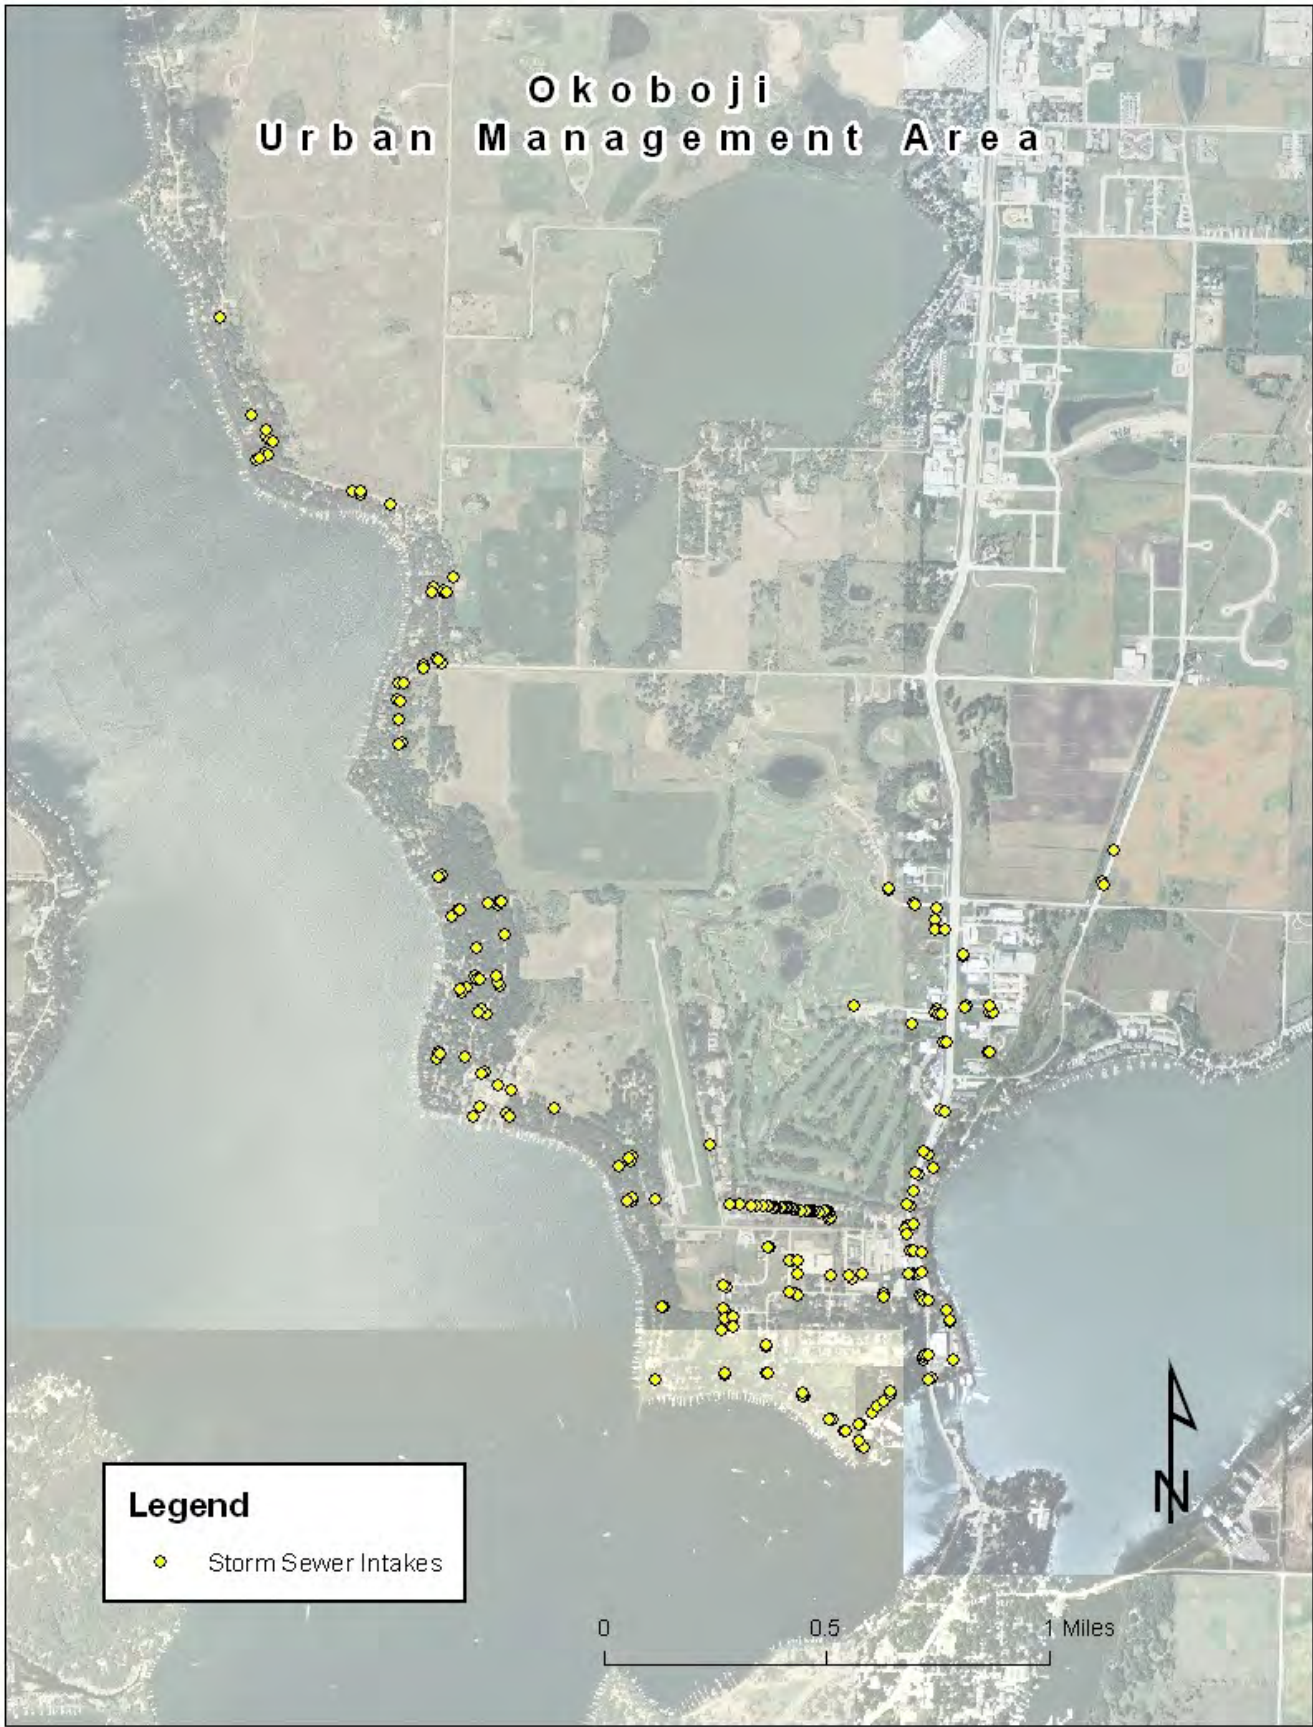 Okoboji
Urban Management Area
Legend
Storm Sewer Intakes
0 0.5 1 Miles
N